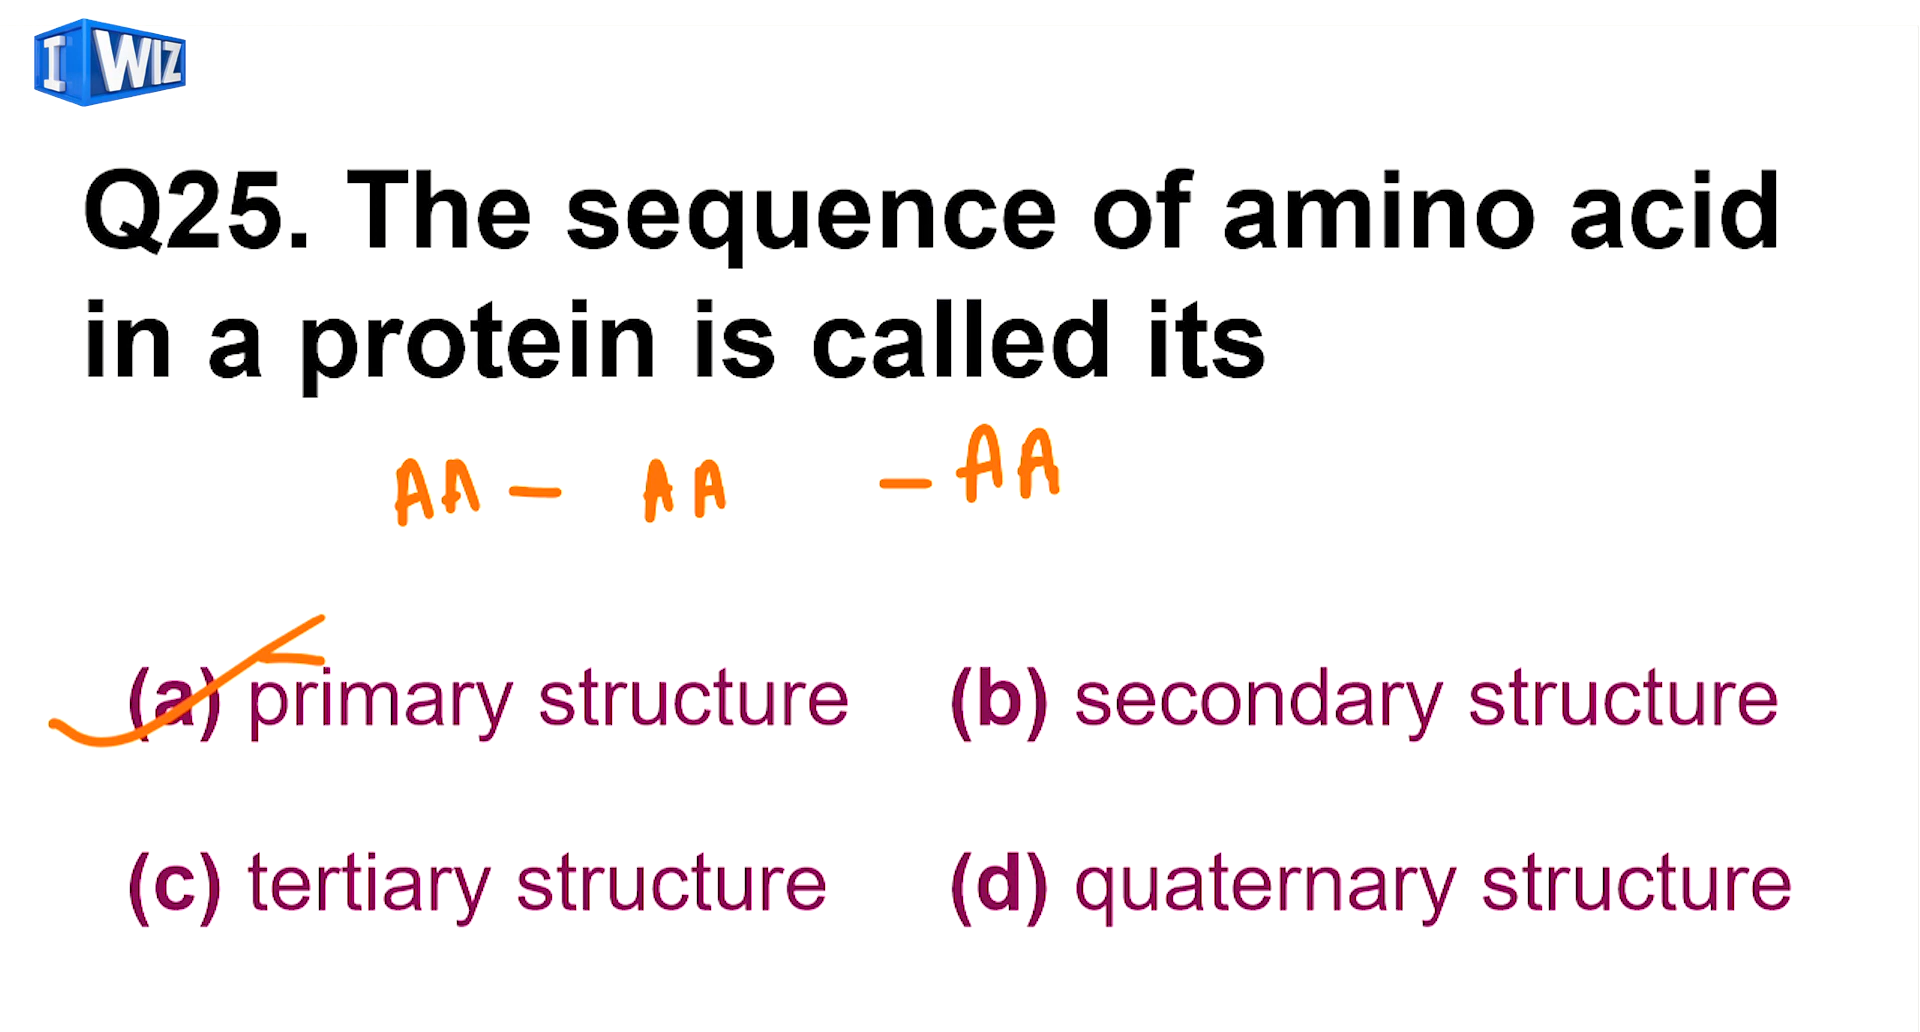 I WIZ
Q25. The sequence of amino acid
in a protein is called its
AA – AA – AA
(a) primary structure (b) secondary structure
(c) tertiary structure (d) quaternary structure